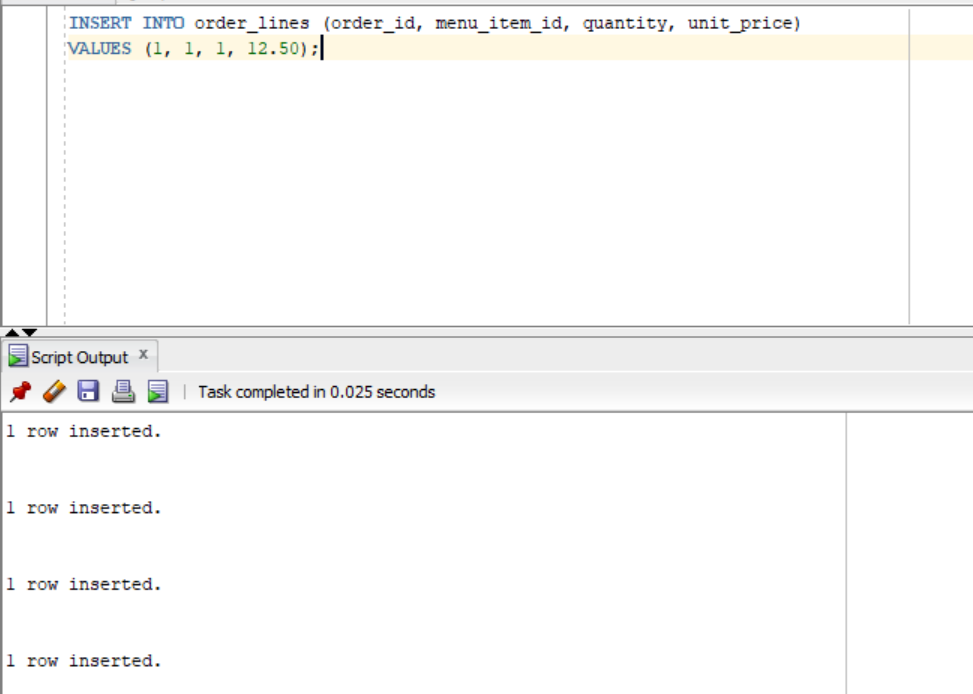 INSERT INTO order_lines (order_id, menu_item_id, quantity, unit_price)
VALUES (1, 1, 1, 12.50);
Script Output x
Task completed in 0.025 seconds
1 row inserted.
1 row inserted.
1 row inserted.
1 row inserted.